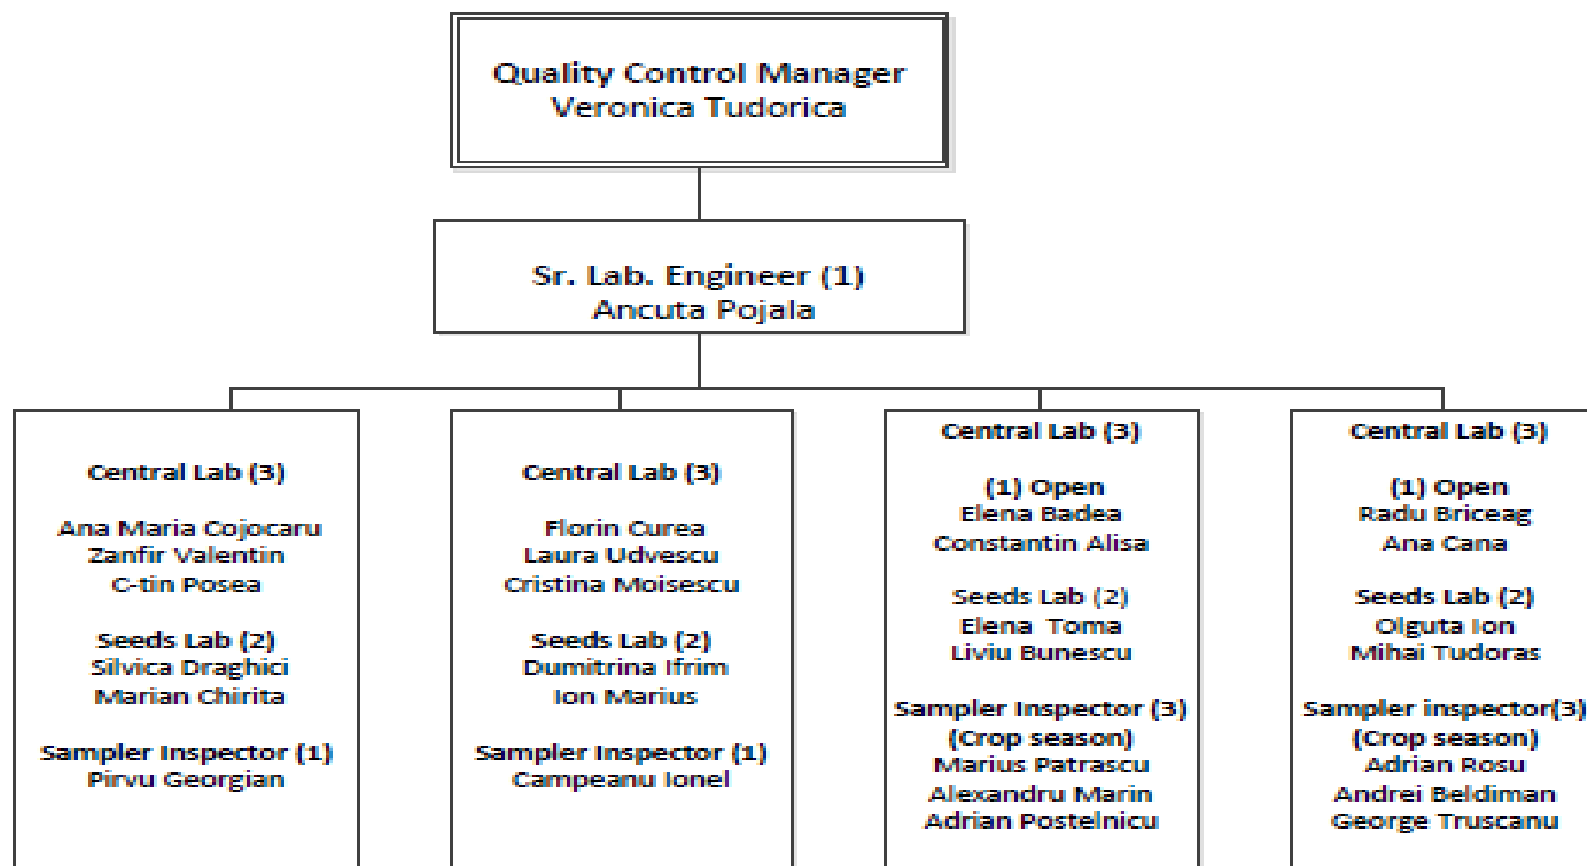 Quality Control Manager
Veronica Tudorica
Sr. Lab. Engineer (1)
Ancuta Pojala
Central Lab (3)
Ana Maria Cojocaru
Zanfir Valentin
C-tin Posea
Seeds Lab (2)
Silvica Draghici
Marian Chirita
Sampler Inspector (1)
Pirvu Georgian
Central Lab (3)
Florin Curea
Laura Udvescu
Cristina Moisescu
Seeds Lab (2)
Dumitrina Ifrim
Ion Marius
Sampler Inspector (1)
Campeanu Ionel
Central Lab (3)
(1) Open
Elena Badea
Constantin Alisa
Seeds Lab (2)
Elena Toma
Liviu Bunescu
Sampler Inspector (3)
(Crop season)
Marius Patrascu
Alexandru Marin
Adrian Postelnicu
Central Lab (3)
(1) Open
Radu Briceag
Ana Cana
Seeds Lab (2)
Olguta Ion
Mihai Tudoras
Sampler inspector(3)
(Crop season)
Adrian Rosu
Andrei Beldiman
George Truscanu